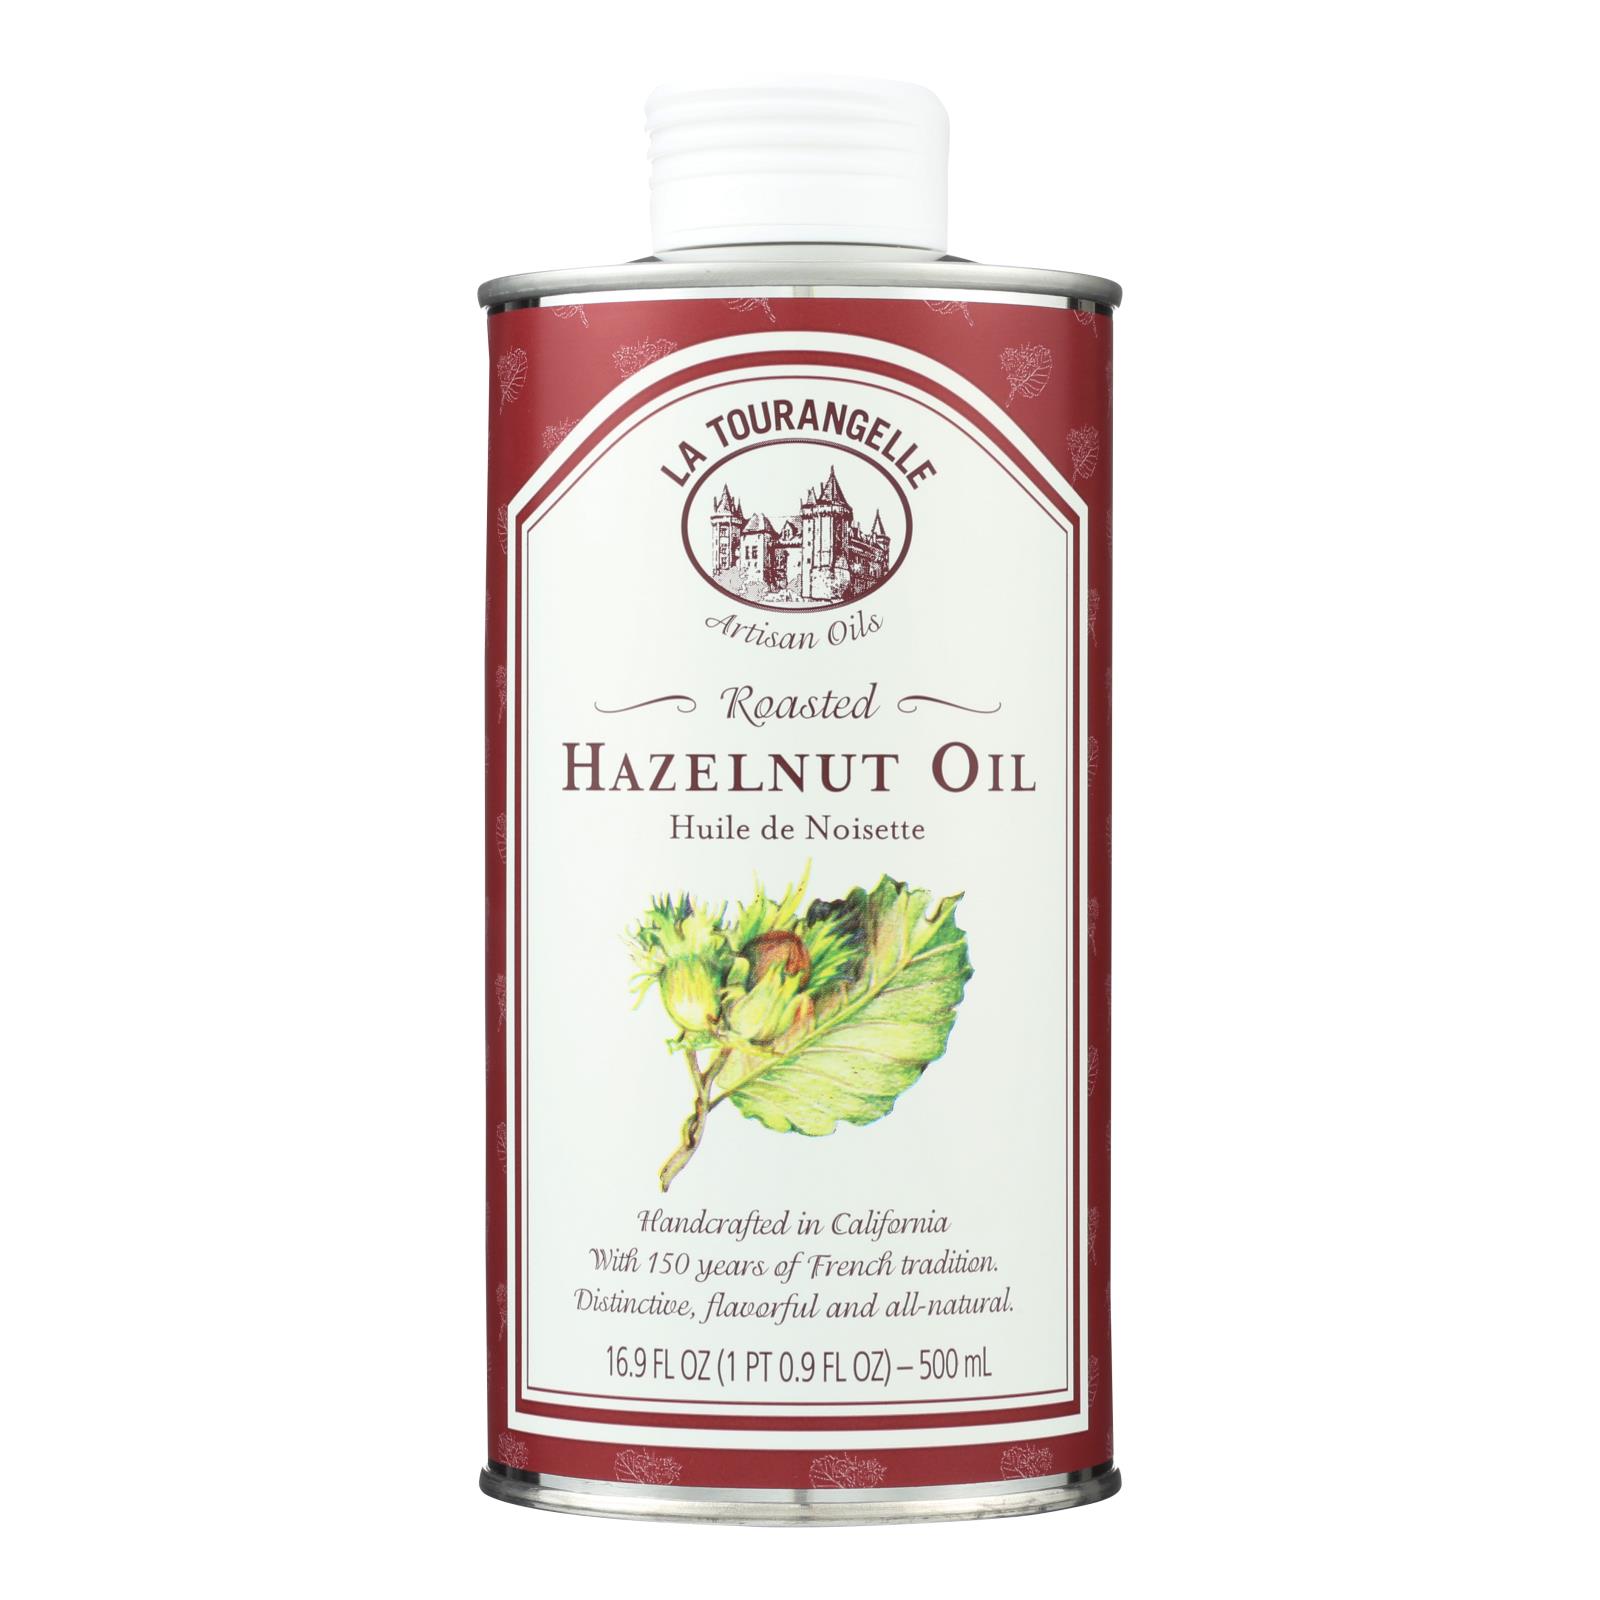 LA TOURANGELLE
Artisan Oils
Roasted
HAZELNUT OIL
Huile de Noisette
Handcrafted in California
With 150 years of French tradition.
Distinctive, flavorful and all-natural.
16.9 FL OZ (1 PT 0.9 FL OZ) – 500 mL